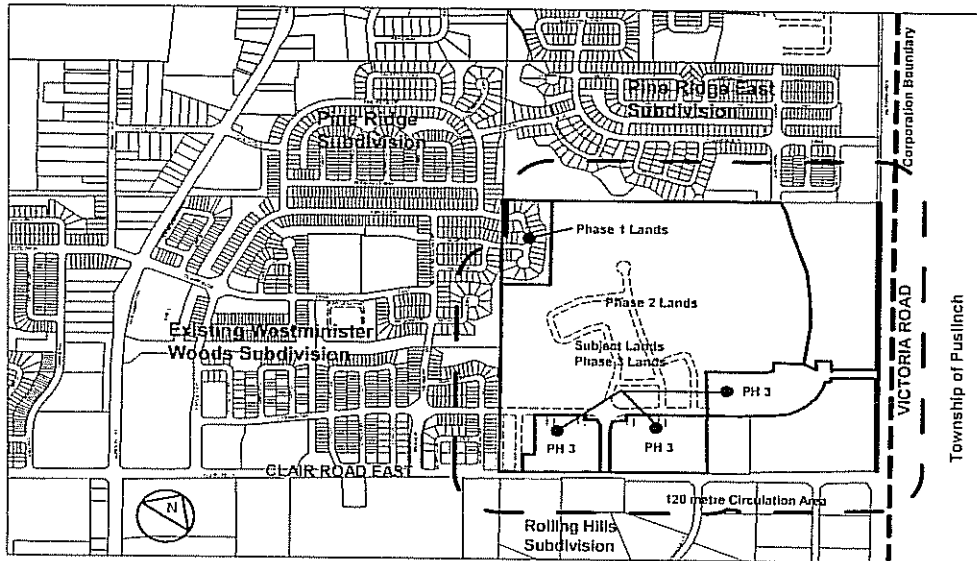 Pine Ridge East
Subdivision
Corporation Boundary
Pine Ridge
Subdivision
Phase 1 Lands
Phase 2 Lands
Existing Westminister
Woods Subdivision
Subject Lands
Phase 3 Lands
VICTORIA ROAD
Township of Puslinch
PH 3
PH 3
PH 3
CLAIR ROAD EAST
120 metre Circulation Area
N
Rolling Hills
Subdivision